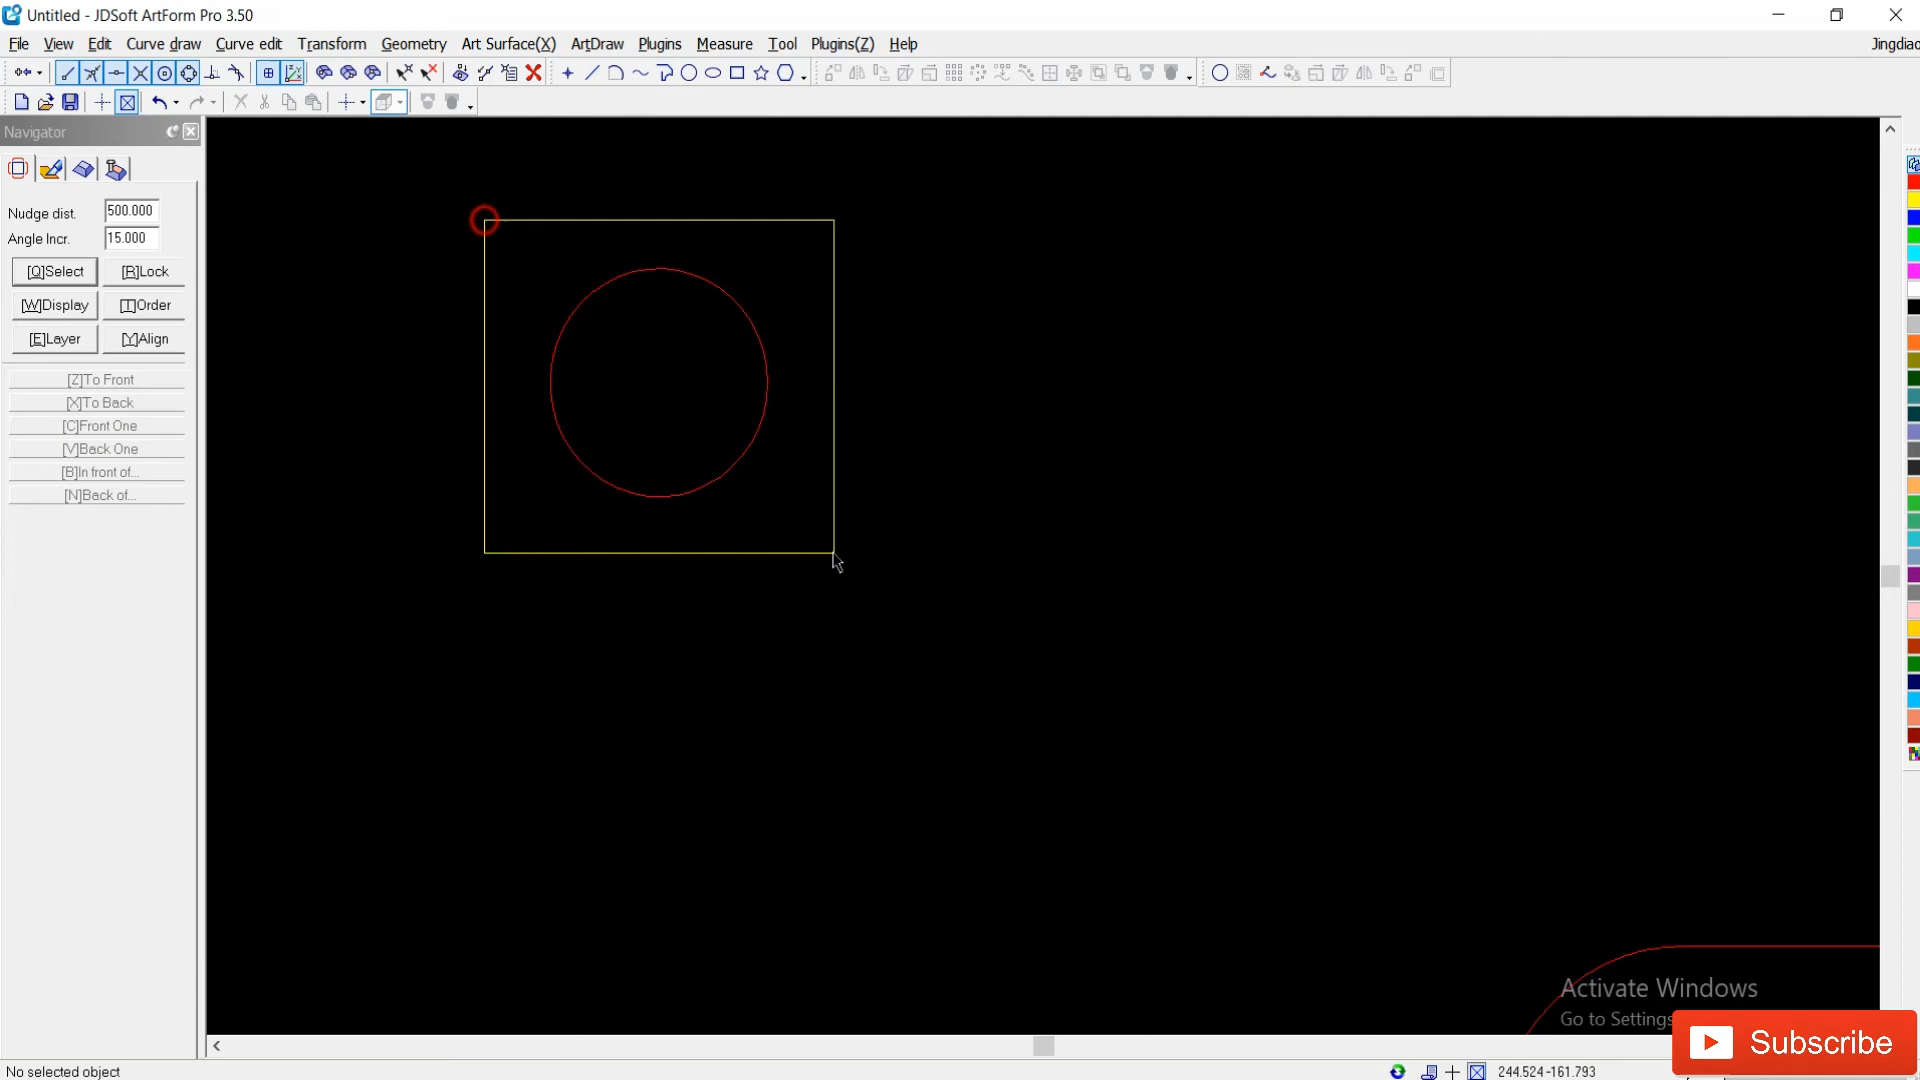 Untitled - JDSoft ArtForm Pro 3.50
File View Edit Curve draw Curve edit Transform Geometry Art Surface(X) ArtDraw Plugins Measure Tool Plugins(Z) Help Jingdiao
Navigator
Nudge dist. 500.000
Angle Incr. 15.000
[Q]Select [R]Lock
[W]Display [T]Order
[E]Layer [Y]Align
[Z]To Front
[X]To Back
[C]Front One
[V]Back One
[B]In front of...
[N]Back of...
Activate Windows
Go to Settings
Subscribe
No selected object
244.524-161.793